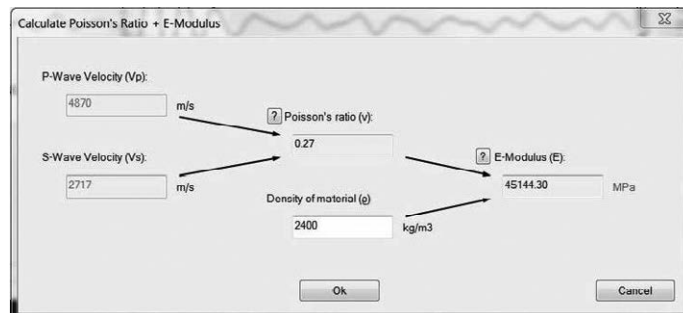 Calculate Poisson's Ratio + E-Modulus
P-Wave Velocity (Vp):
4870 m/s
? Poisson's ratio (v):
0.27
S-Wave Velocity (Vs):
2717 m/s
? E-Modulus (E):
45144.30 MPa
Density of material (ϱ)
2400 kg/m3
Ok Cancel